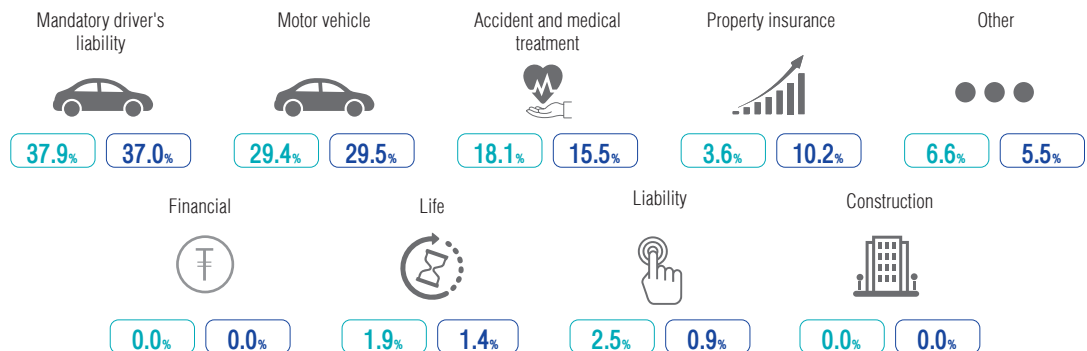 Mandatory driver's
liability
Motor vehicle
Accident and medical
treatment
Property insurance
Other
37.9% 37.0%
29.4% 29.5%
18.1% 15.5%
3.6% 10.2%
6.6% 5.5%
Financial
Life
Liability
Construction
₮
0.0% 0.0%
1.9% 1.4%
2.5% 0.9%
0.0% 0.0%